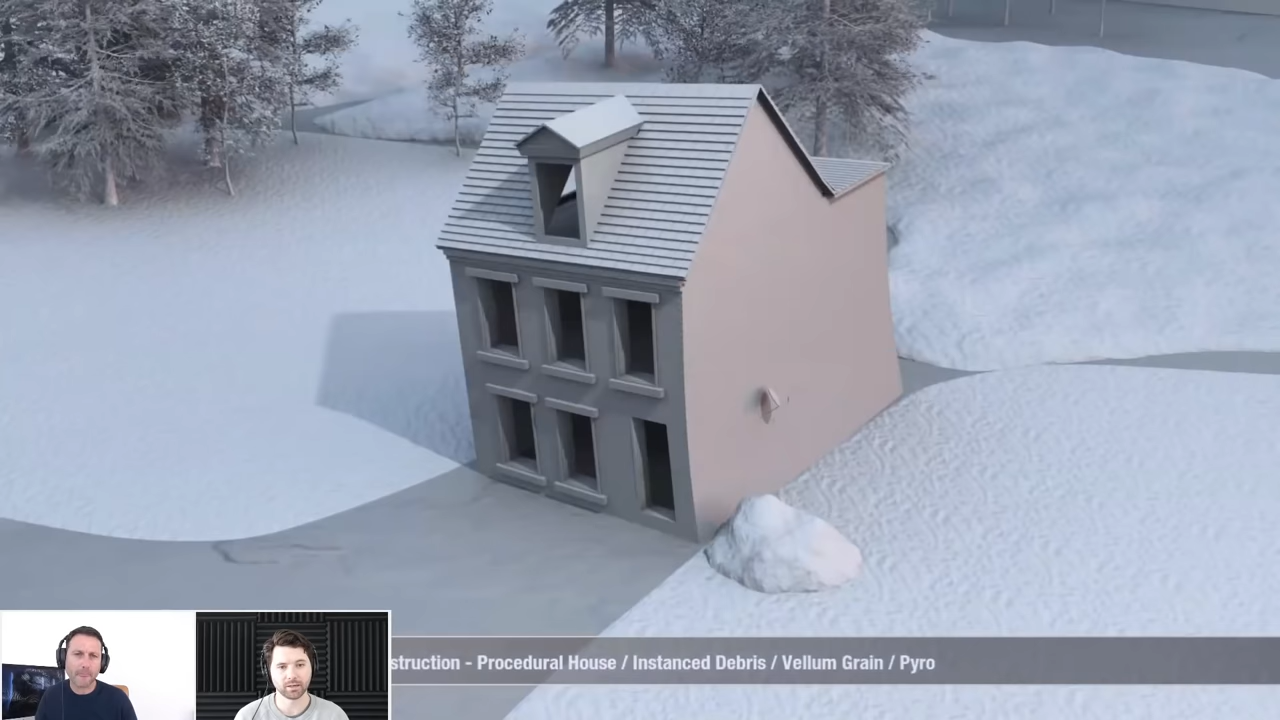 struction - Procedural House / Instanced Debris / Vellum Grain / Pyro